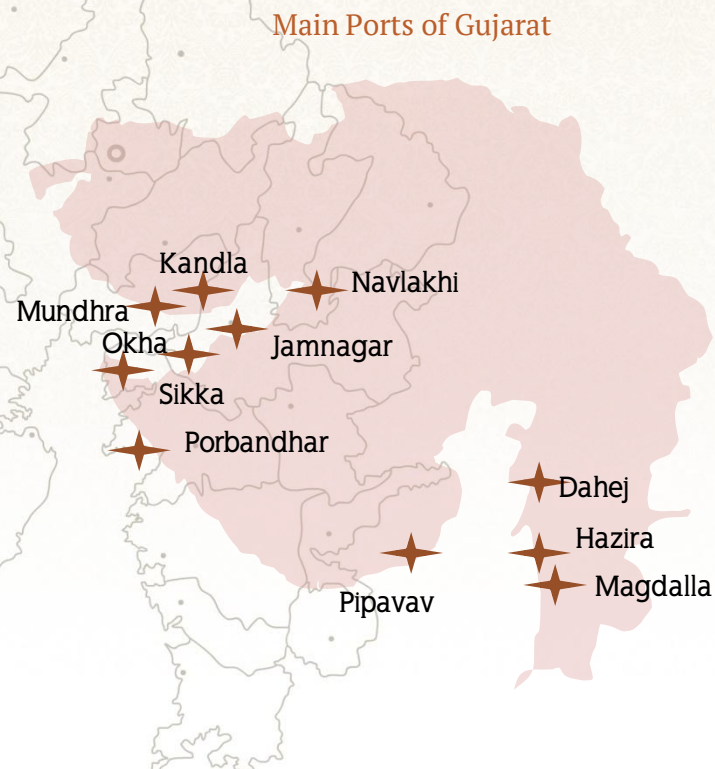 Main Ports of Gujarat
Kandla
Navlakhi
Mundhra
Okha
Jamnagar
Sikka
Porbandhar
Dahej
Hazira
Magdalla
Pipavav